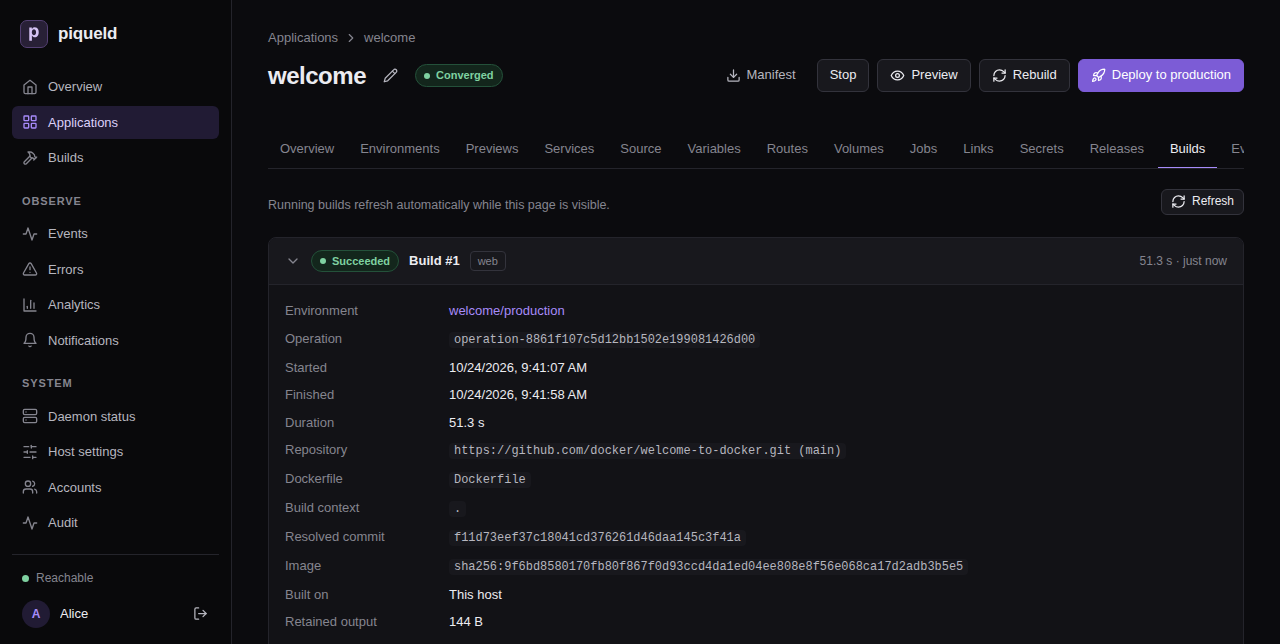 p piqueld
Overview
Applications
Builds
OBSERVE
Events
Errors
Analytics
Notifications
SYSTEM
Daemon status
Host settings
Accounts
Audit
Reachable
A Alice
Applications > welcome
welcome Converged Manifest Stop Preview Rebuild Deploy to production
Overview Environments Previews Services Source Variables Routes Volumes Jobs Links Secrets Releases Builds Ev
Running builds refresh automatically while this page is visible. Refresh
Succeeded Build #1 web 51.3 s · just now
Environment welcome/production
Operation operation-8861f107c5d12bb1502e199081426d00
Started 10/24/2026, 9:41:07 AM
Finished 10/24/2026, 9:41:58 AM
Duration 51.3 s
Repository https://github.com/docker/welcome-to-docker.git (main)
Dockerfile Dockerfile
Build context .
Resolved commit f11d73eef37c18041cd376261d46daa145c3f41a
Image sha256:9f6bd8580170fb80f867f0d93ccd4da1ed04ee808e8f56e068ca17d2adb3b5e5
Built on This host
Retained output 144 B